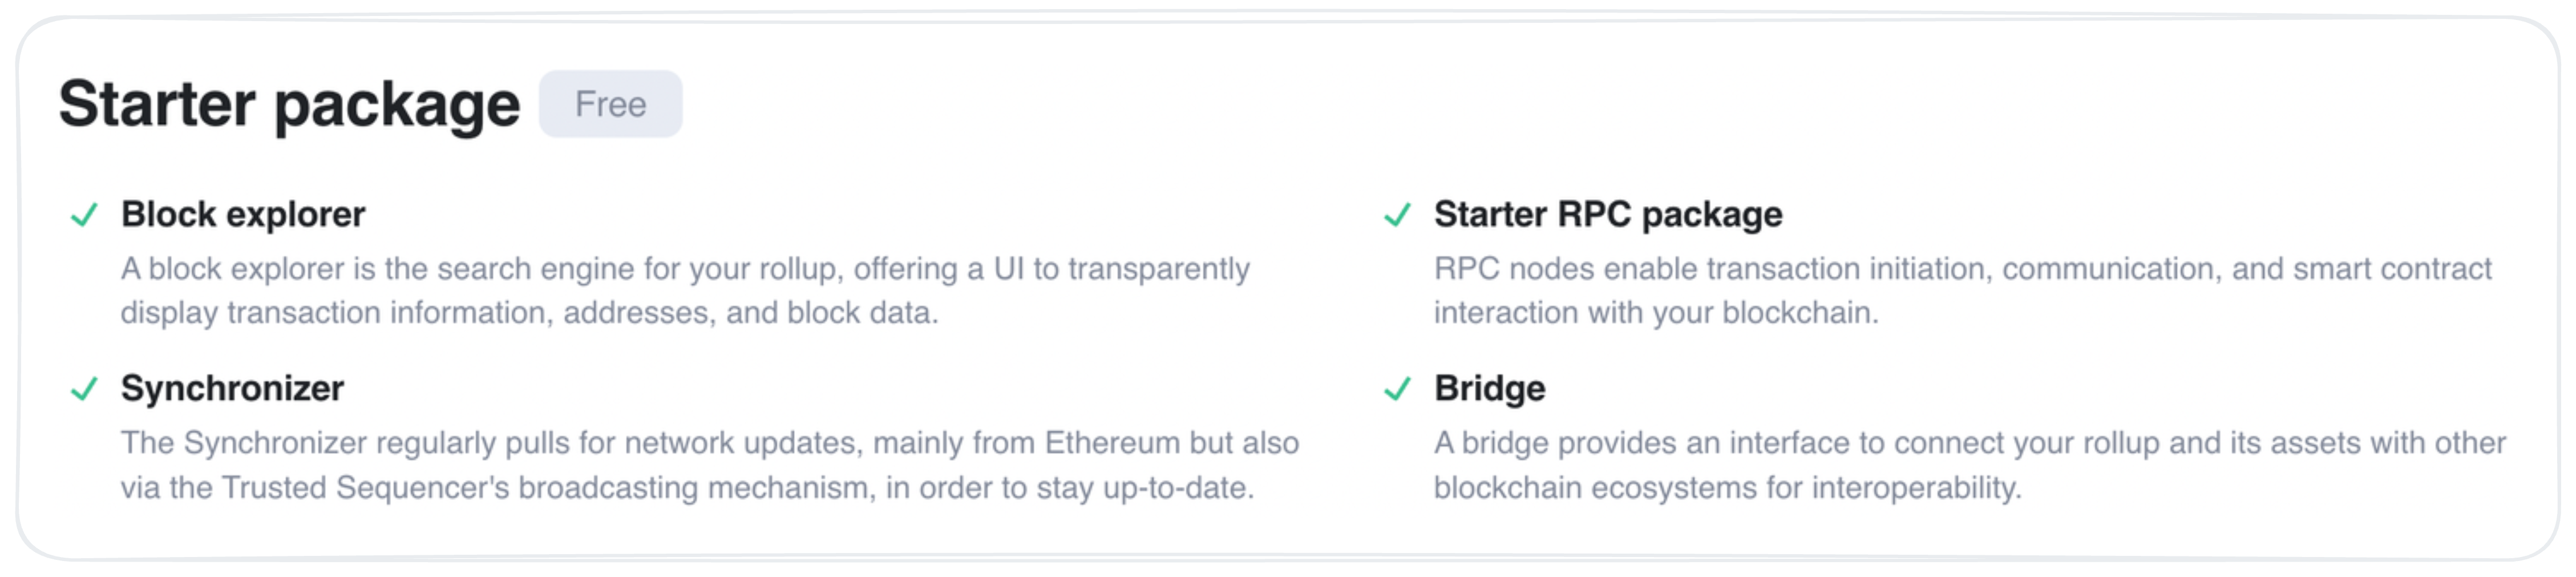 Starter package
Free
Block explorer
A block explorer is the search engine for your rollup, offering a UI to transparently
display transaction information, addresses, and block data.
Starter RPC package
RPC nodes enable transaction initiation, communication, and smart contract
interaction with your blockchain.
Synchronizer
The Synchronizer regularly pulls for network updates, mainly from Ethereum but also
via the Trusted Sequencer's broadcasting mechanism, in order to stay up-to-date.
Bridge
A bridge provides an interface to connect your rollup and its assets with other
blockchain ecosystems for interoperability.